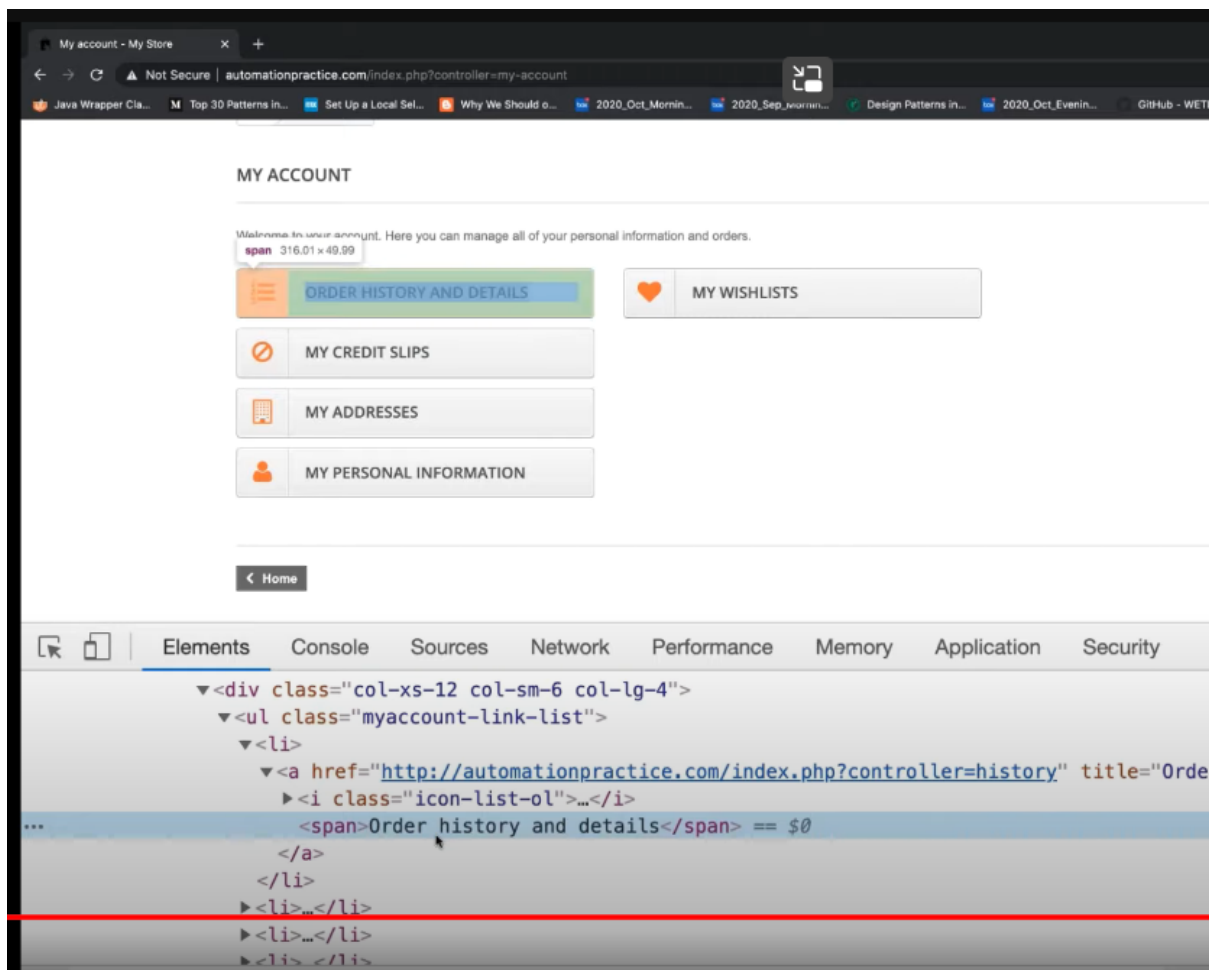 My account - My Store × +
Not Secure | automationpractice.com/index.php?controller=my-account
Java Wrapper Cla... M Top 30 Patterns in... Set Up a Local Sel... Why We Should o... 2020_Oct_Mornin... 2020_Sep_Mornin... Design Patterns in... 2020_Oct_Evenin... GitHub - WET
MY ACCOUNT
Welcome to your account. Here you can manage all of your personal information and orders.
span 316.01 × 49.99
ORDER HISTORY AND DETAILS
MY WISHLISTS
MY CREDIT SLIPS
MY ADDRESSES
MY PERSONAL INFORMATION
Home
Elements Console Sources Network Performance Memory Application Security
▼<div class="col-xs-12 col-sm-6 col-lg-4">
▼<ul class="myaccount-link-list">
▼<li>
▼<a href="http://automationpractice.com/index.php?controller=history" title="Orde
▶<i class="icon-list-ol">…</i>
... <span>Order history and details</span> == $0
</a>
</li>
▶<li>…</li>
▶<li>…</li>
▶<li>…</li>